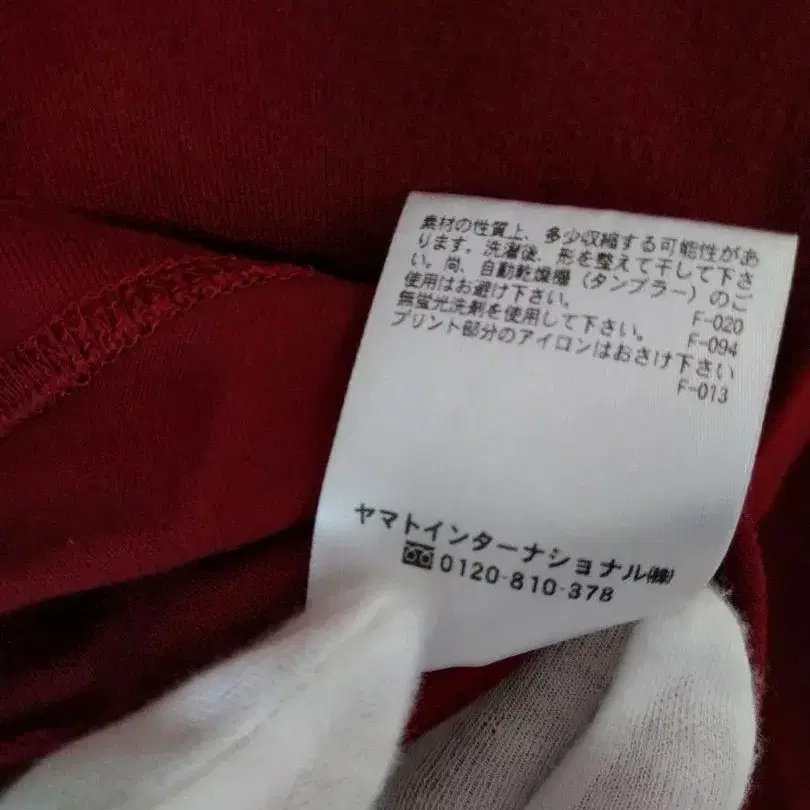 素材の性質上、多少収縮する可能性があ
ります。洗濯後、形を整えて干して下さ
い。尚、自動乾燥機（タンブラー）のご
使用はお避け下さい。
F-020
無蛍光洗剤を使用して下さい。
F-094
プリント部分のアイロンはおさけ下さい
F-013
ヤマトインターナショナル㈱
0120-810-378